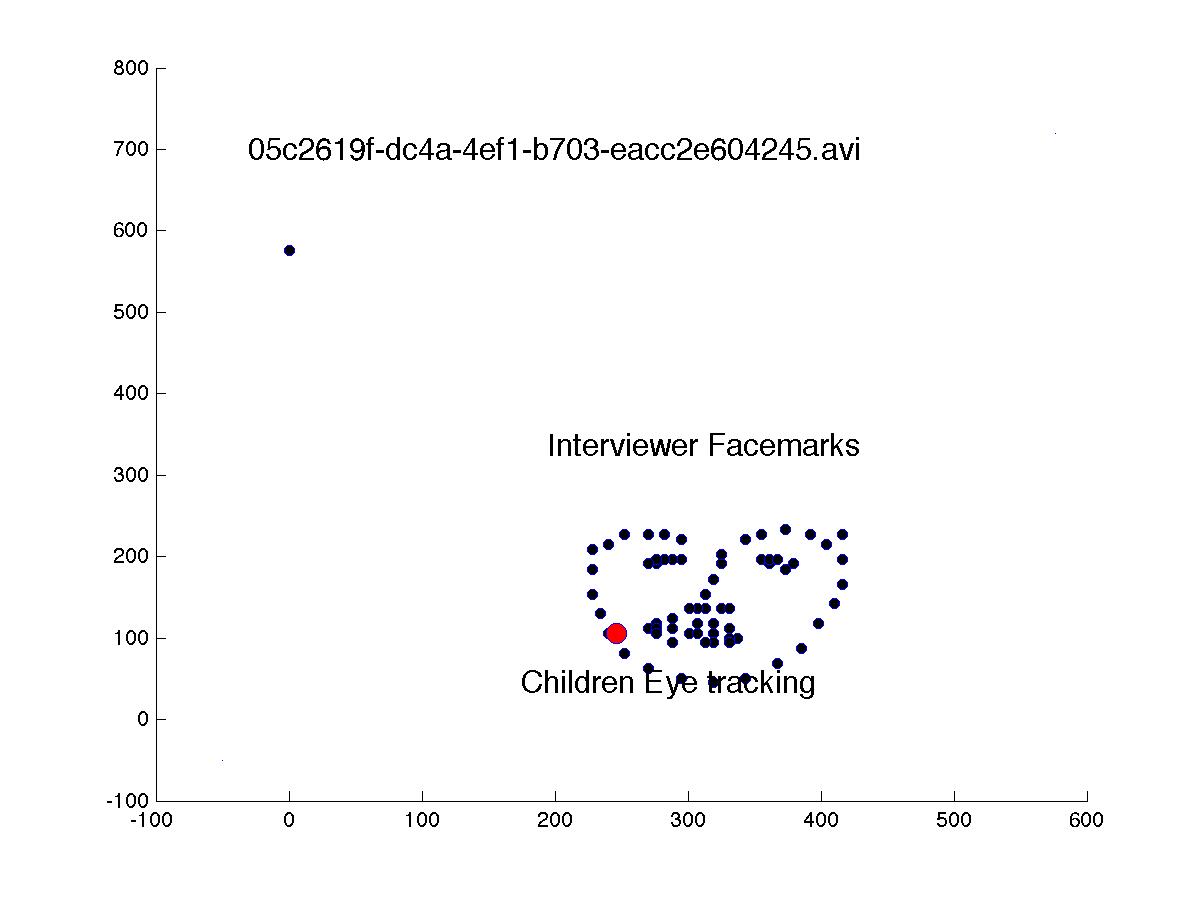 800
700
05c2619f-dc4a-4ef1-b703-eacc2e604245.avi
600
500
400
Interviewer Facemarks
300
200
100
Children Eye tracking
0
-100
-100 0 100 200 300 400 500 600